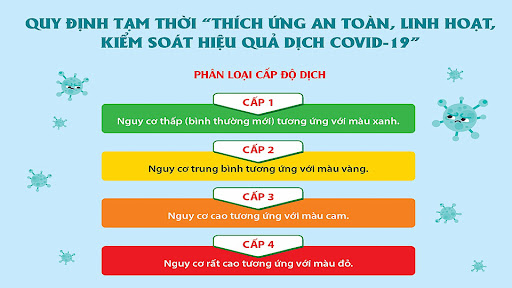 QUY ĐỊNH TẠM THỜI “THÍCH ỨNG AN TOÀN, LINH HOẠT,
KIỂM SOÁT HIỆU QUẢ DỊCH COVID-19”
PHÂN LOẠI CẤP ĐỘ DỊCH
CẤP 1
Nguy cơ thấp (bình thường mới) tương ứng với màu xanh.
CẤP 2
Nguy cơ trung bình tương ứng với màu vàng.
CẤP 3
Nguy cơ cao tương ứng với màu cam.
CẤP 4
Nguy cơ rất cao tương ứng với màu đỏ.